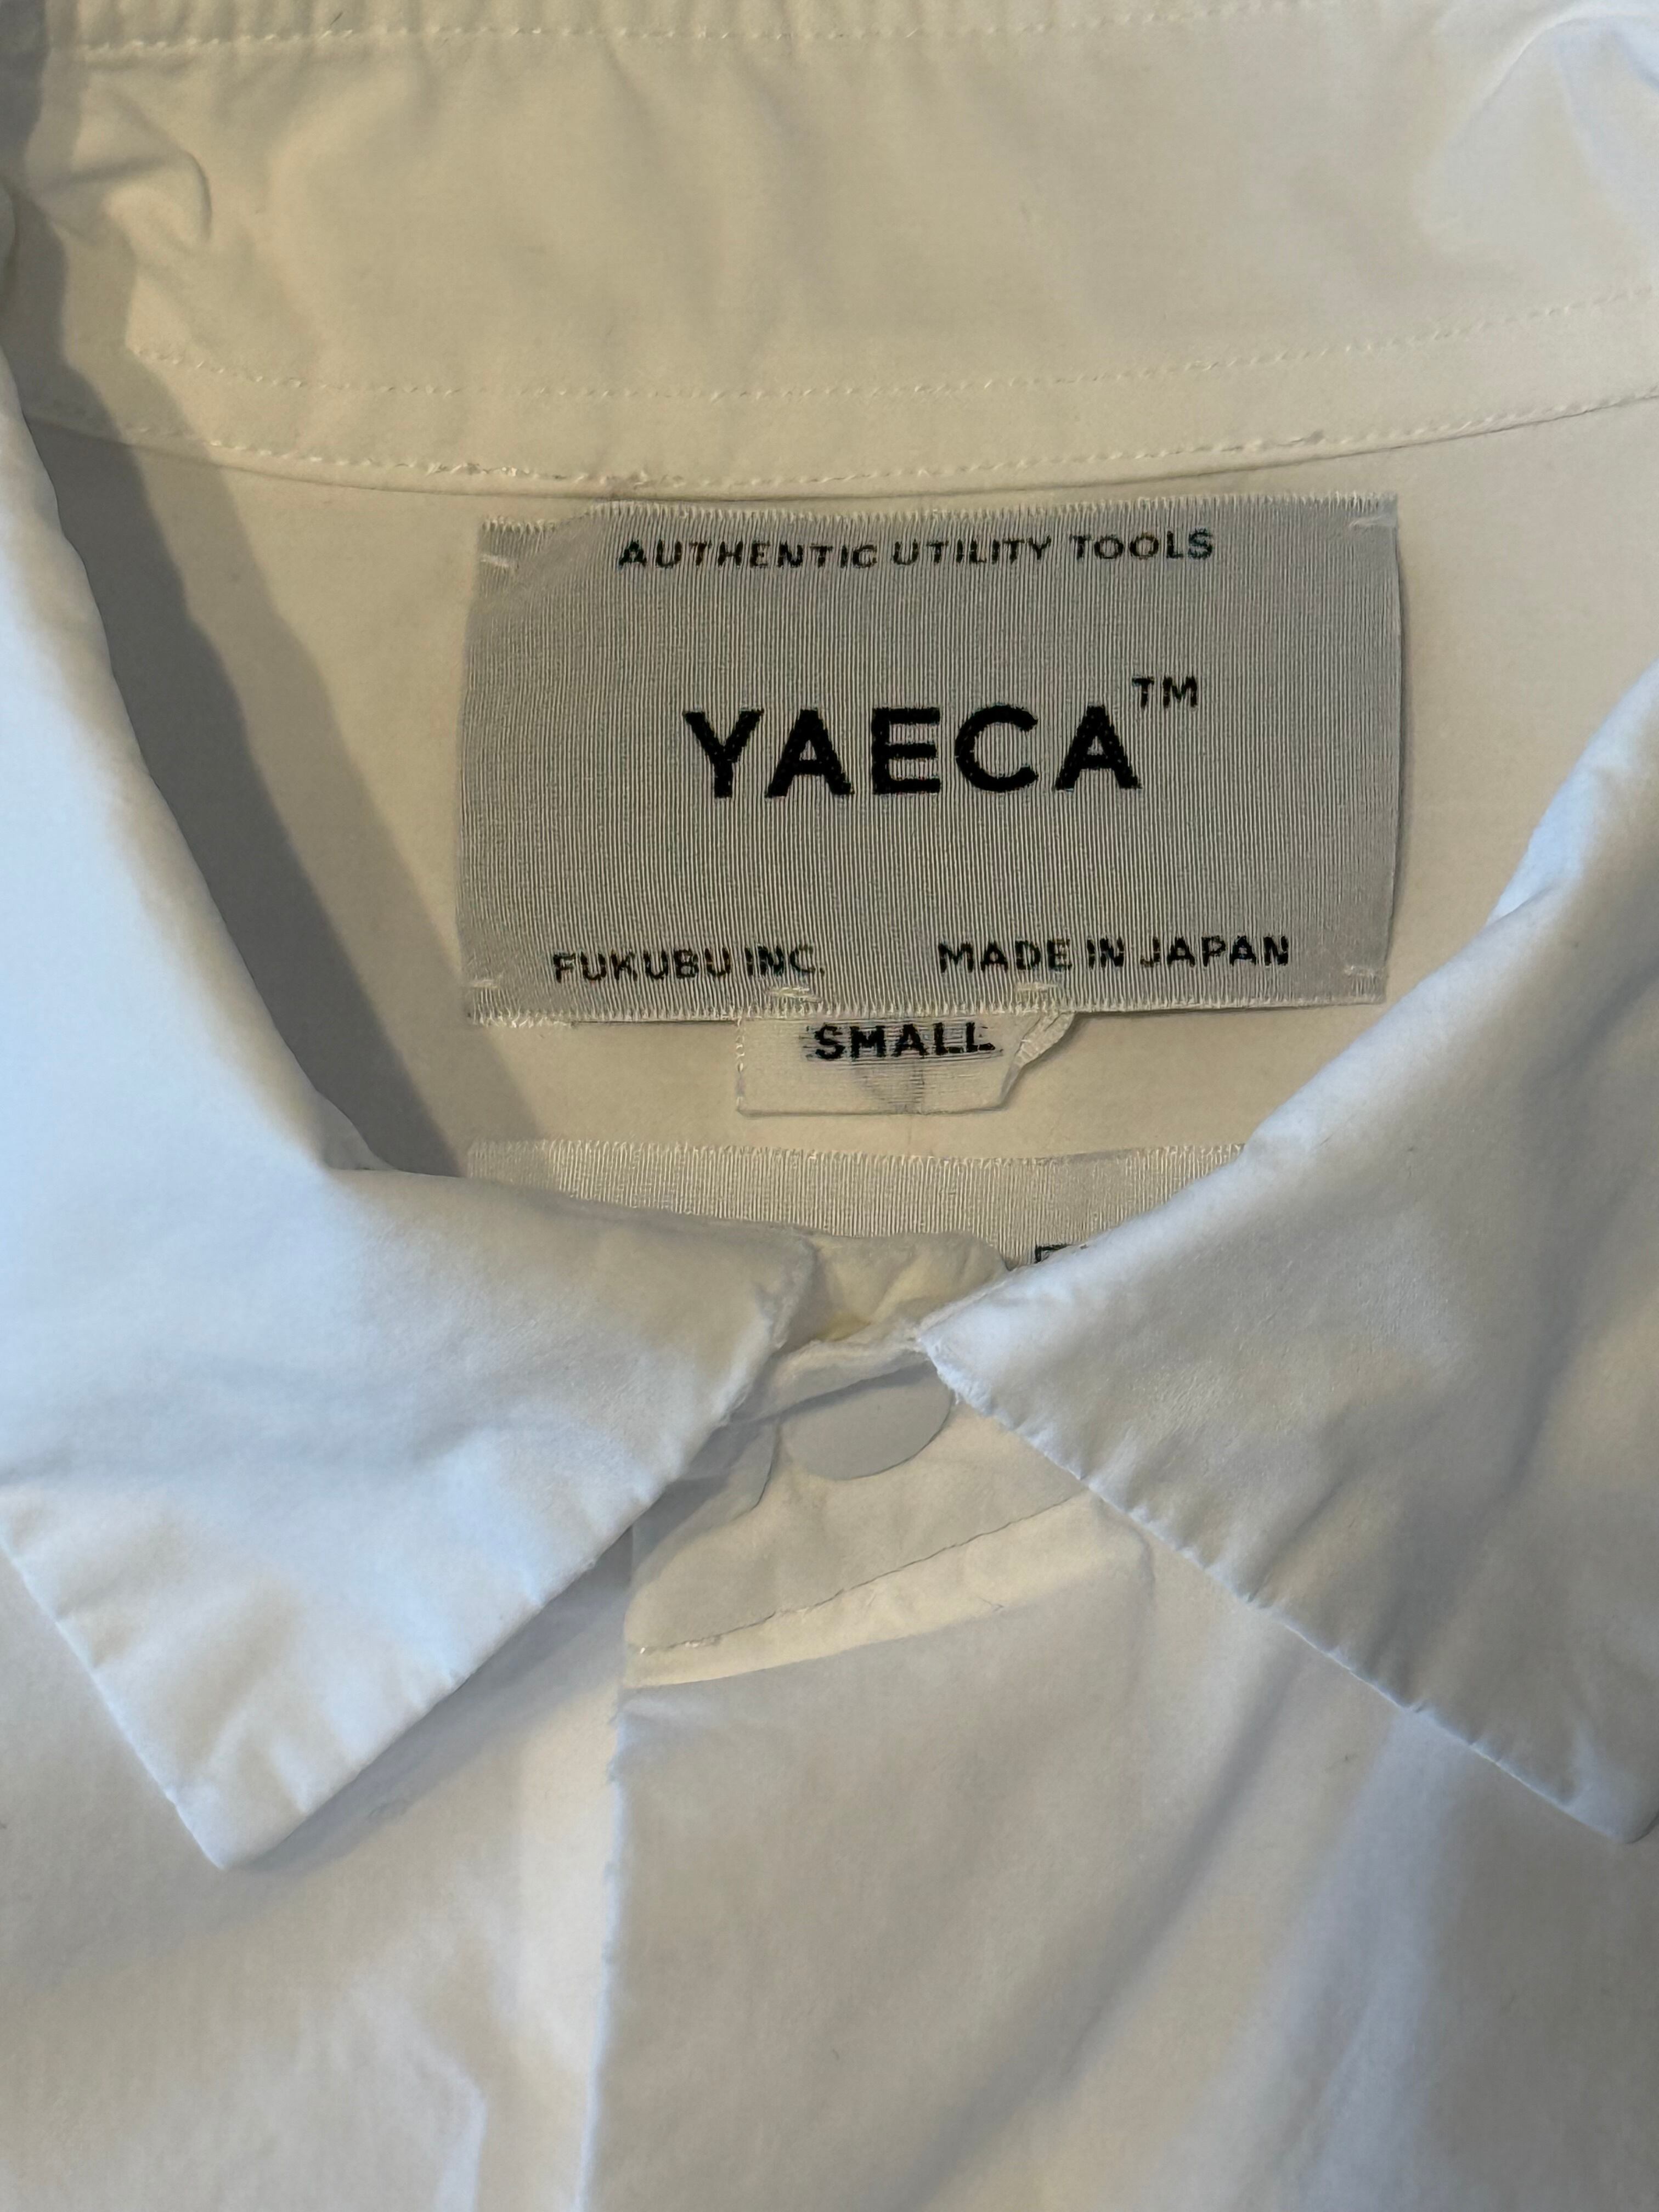 AUTHENTIC UTILITY TOOLS
YAECA™
FUKUBU INC. MADE IN JAPAN
SMALL